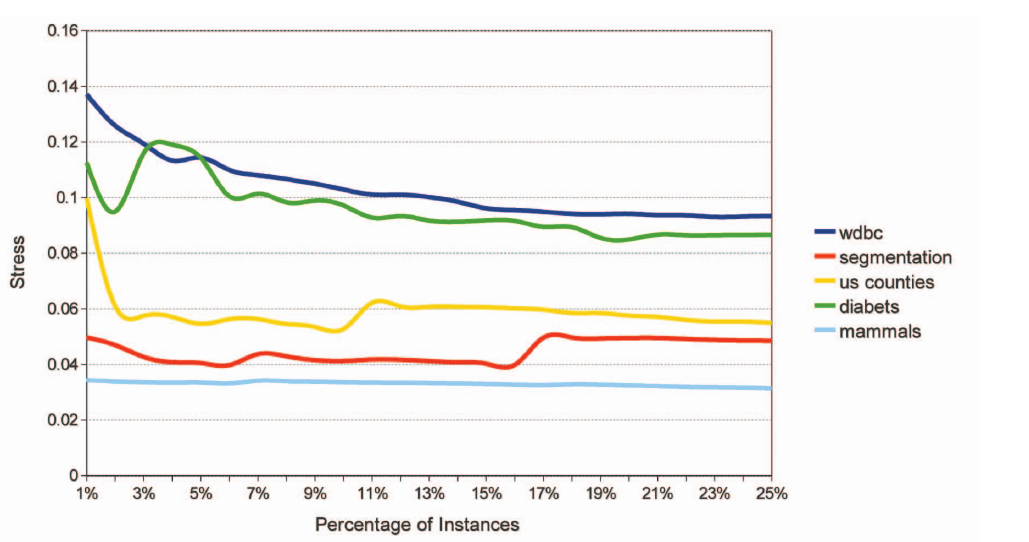 0.16
0.14
0.12
0.1
0.08
0.06
0.04
0.02
0
Stress
1% 3% 5% 7% 9% 11% 13% 15% 17% 19% 21% 23% 25%
Percentage of Instances
wdbc
segmentation
us counties
diabets
mammals